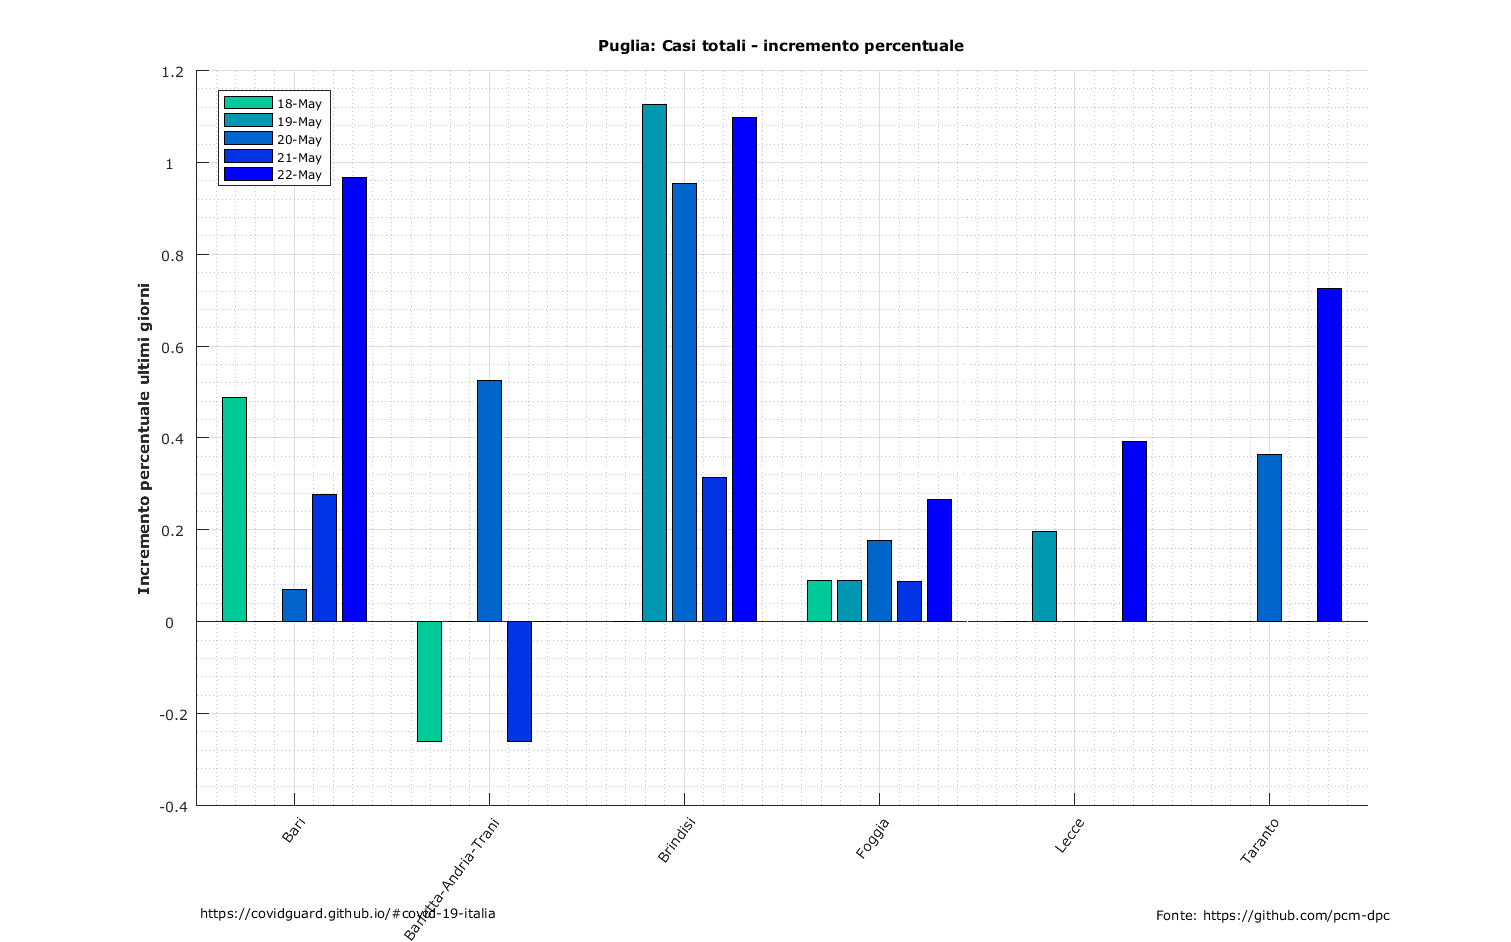 Puglia: Casi totali - incremento percentuale
1.2
1
0.8
0.6
0.4
0.2
0
-0.2
-0.4
Incremento percentuale ultimi giorni
18-May
19-May
20-May
21-May
22-May
Bari
Barletta-Andria-Trani
Brindisi
Foggia
Lecce
Taranto
https://covidguard.github.io/#covid-19-italia
Fonte: https://github.com/pcm-dpc